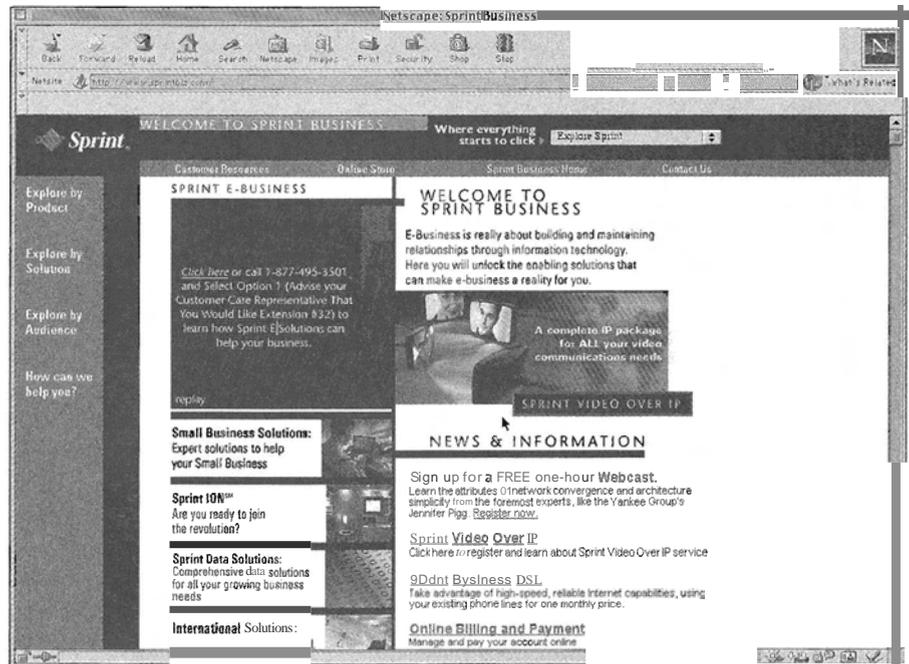 Netscape: Sprint Business
Back Forward Reload Home Search Netscape Images Print Security Shop Stop
N
Netsite http://www.sprintbiz.com/
What's Related
Sprint
WELCOME TO SPRINT BUSINESS
Where everything
starts to click
Explore Sprint
Customer Resources Online Store Sprint Business Home Contact Us
Explore by
Product
Explore by
Solution
Explore by
Audience
How can we
help you?
SPRINT E-BUSINESS
Click here or call 1-877-495-3501
and Select Option 1 (Advise your
Customer Care Representative That
You Would Like Extension 832) to
learn how Sprint E|Solutions can
help your business.
replay
Small Business Solutions:
Expert solutions to help
your Small Business
Sprint ION℠
Are you ready to join
the revolution?
Sprint Data Solutions:
Comprehensive data solutions
for all your growing business
needs
International Solutions:
WELCOME TO
SPRINT BUSINESS
E-Business is really about building and maintaining
relationships through information technology.
Here you will unlock the enabling solutions that
can make e-business a reality for you.
A complete IP package
for ALL your video
communications needs
SPRINT VIDEO OVER IP
NEWS & INFORMATION
Sign up for a FREE one-hour Webcast.
Learn the attributes 01network convergence and architecture
simplicity from the foremost experts, like the Yankee Group's
Jennifer Pigg. Register now.
Sprint Video Over IP
Click here to register and learn about Sprint Video Over IP service
9Ddnt Byslness DSL
Take advantage of high-speed, reliable Internet capabilities, using
your existing phone lines for one monthly price.
Online Billing and Payment
Manage and pay your account online